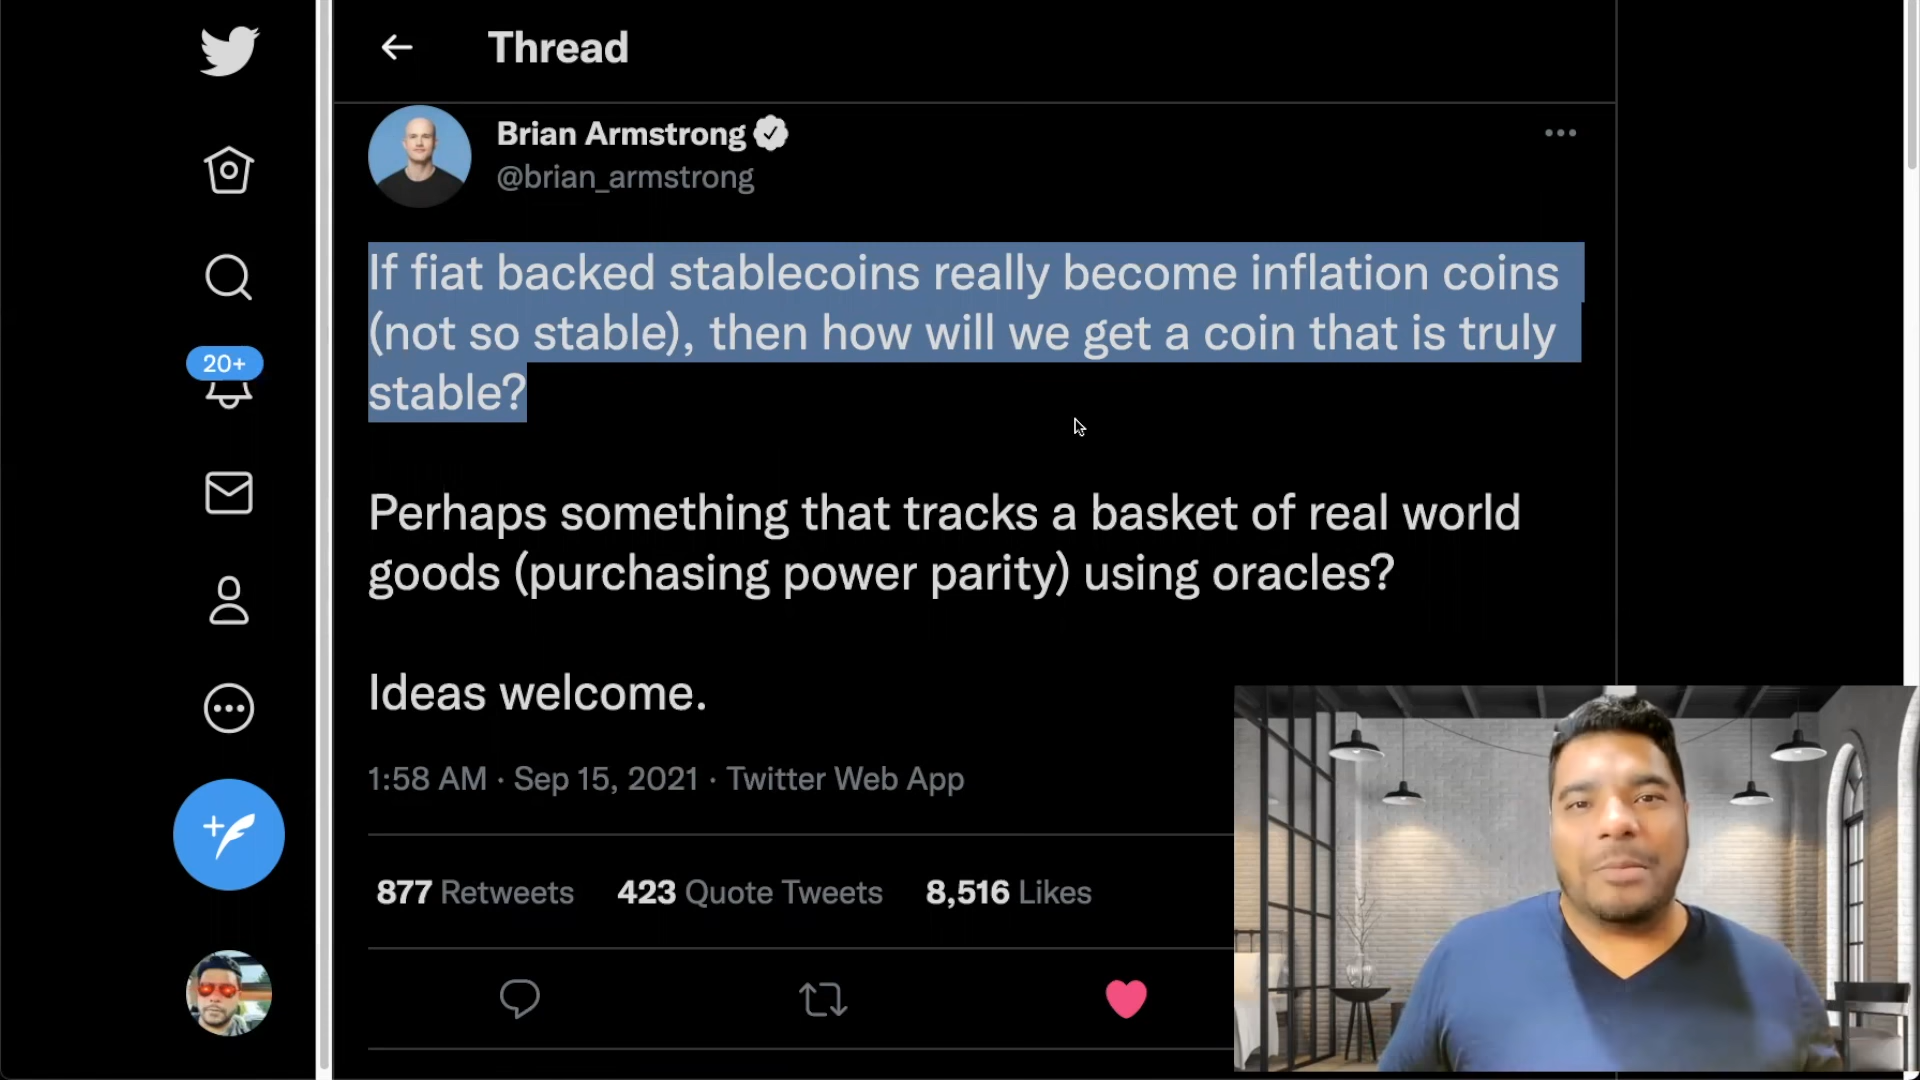 Thread
Brian Armstrong
@brian_armstrong
If fiat backed stablecoins really become inflation coins
(not so stable), then how will we get a coin that is truly
stable?
20+
Perhaps something that tracks a basket of real world
goods (purchasing power parity) using oracles?
Ideas welcome.
1:58 AM · Sep 15, 2021 · Twitter Web App
877 Retweets 423 Quote Tweets 8,516 Likes